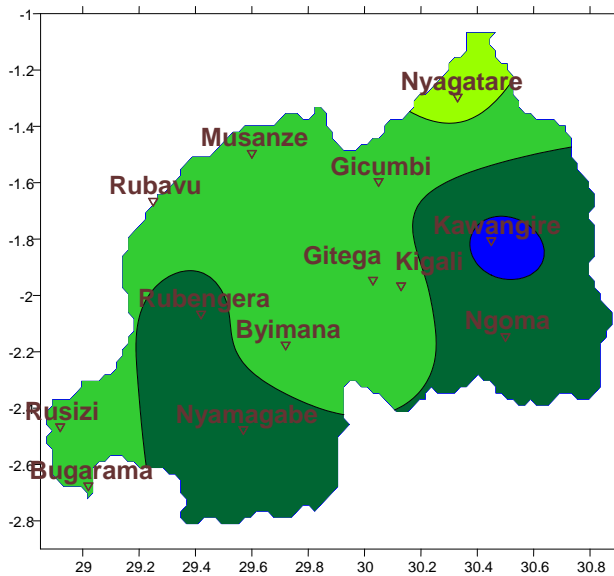 -1
-1.2
Nyagatare
-1.4
Musanze
Gicumbi
-1.6
Rubavu
-1.8
Kawangire
Gitega
Kigali
-2
Rubengera
Ngoma
Byimana
-2.2
-2.4
Rusizi
Nyamagabe
Bugarama
-2.6
-2.8
29 29.2 29.4 29.6 29.8 30 30.2 30.4 30.6 30.8